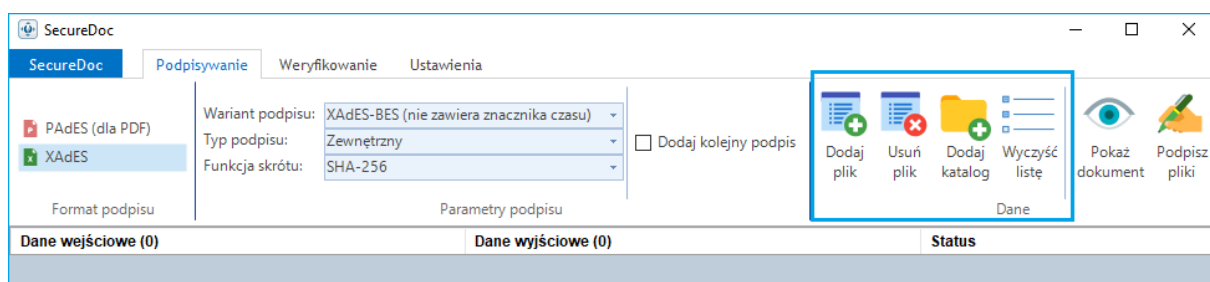 SecureDoc
SecureDoc Podpisywanie Weryfikowanie Ustawienia
PAdES (dla PDF)
XAdES
Format podpisu
Wariant podpisu: XAdES-BES (nie zawiera znacznika czasu)
Typ podpisu: Zewnętrzny
Funkcja skrótu: SHA-256
Dodaj kolejny podpis
Parametry podpisu
Dodaj plik
Usuń plik
Dodaj katalog
Wyczyść listę
Dane
Pokaż dokument
Podpisz pliki
Dane wejściowe (0) Dane wyjściowe (0) Status